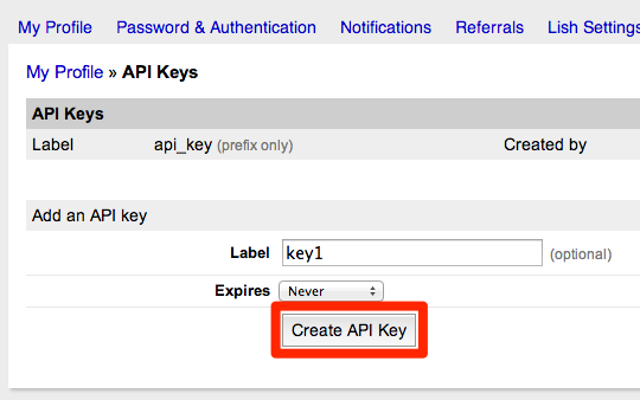 My Profile Password & Authentication Notifications Referrals Lish Settings
My Profile » API Keys
API Keys
Label api_key (prefix only) Created by
Add an API key
Label key1 (optional)
Expires Never
Create API Key